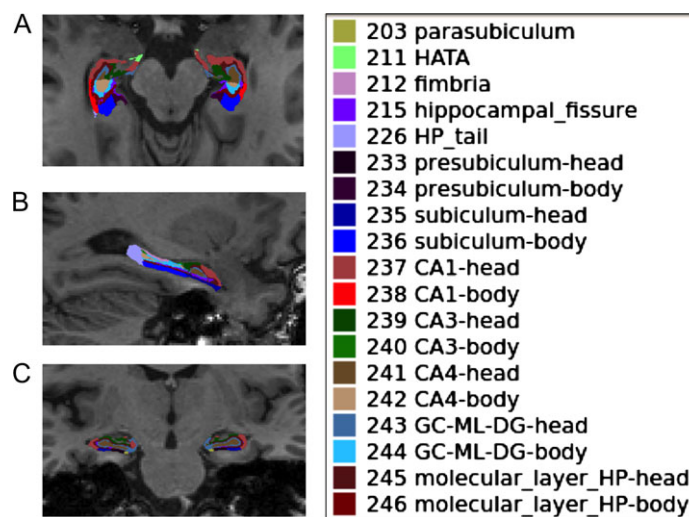 A
B
C
203 parasubiculum
211 HATA
212 fimbria
215 hippocampal_fissure
226 HP_tail
233 presubiculum-head
234 presubiculum-body
235 subiculum-head
236 subiculum-body
237 CA1-head
238 CA1-body
239 CA3-head
240 CA3-body
241 CA4-head
242 CA4-body
243 GC-ML-DG-head
244 GC-ML-DG-body
245 molecular_layer_HP-head
246 molecular_layer_HP-body